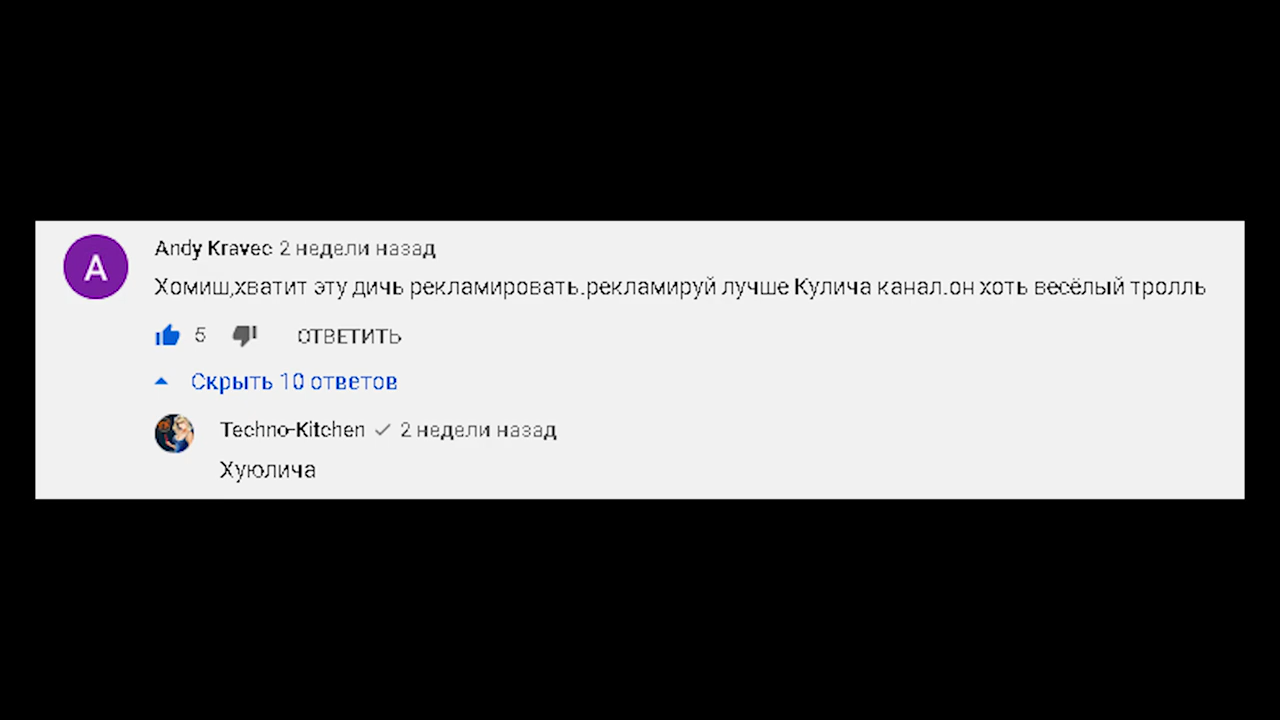 A
Andy Kravec 2 недели назад
Хомиш,хватит эту дичь рекламировать.рекламируй лучше Кулича канал.он хоть весёлый тролль
5 ОТВЕТИТЬ
Скрыть 10 ответов
Techno-Kitchen 2 недели назад
Хуюлича